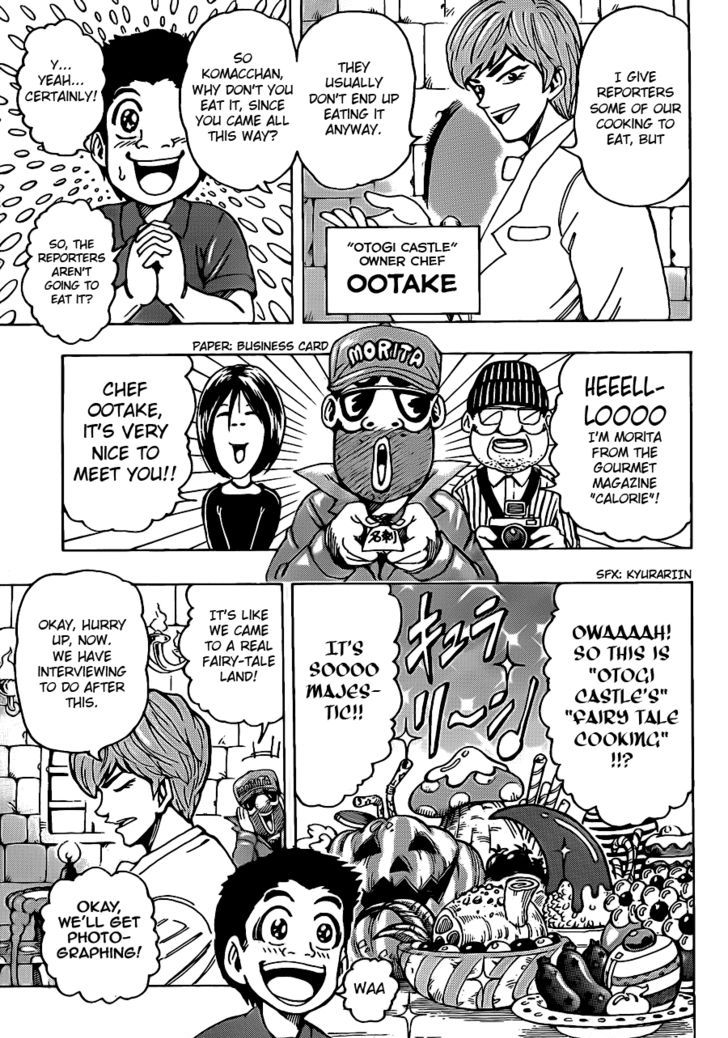 I GIVE
REPORTERS
SOME OF OUR
COOKING TO
EAT, BUT
THEY
USUALLY
DON'T END UP
EATING IT
ANYWAY.
"OTOGI CASTLE"
OWNER CHEF
OOTAKE
SO
KOMACCHAN,
WHY DON'T YOU
EAT IT, SINCE
YOU CAME ALL
THIS WAY?
Y...
YEAH...
CERTAINLY!
SO, THE
REPORTERS
AREN'T
GOING TO
EAT IT?
PAPER: BUSINESS CARD
HEEELL-
LOOOO
I'M MORITA
FROM THE
GOURMET
MAGAZINE
"CALORIE"!
MORITA
名刺
CHEF
OOTAKE,
IT'S VERY
NICE TO
MEET YOU!!
SFX: KYURARIIN
OWAAAAH!
SO THIS IS
"OTOGI
CASTLE'S"
"FAIRY TALE
COOKING"
!!?
キュラ
リーン
IT'S
SOOOO
MAJES-
TIC!!
IT'S LIKE
WE CAME
TO A REAL
FAIRY-TALE
LAND!
MORITA
OKAY, HURRY
UP, NOW.
WE HAVE
INTERVIEWING
TO DO AFTER
THIS.
OKAY,
WE'LL GET
PHOTO-
GRAPHING!
WAA